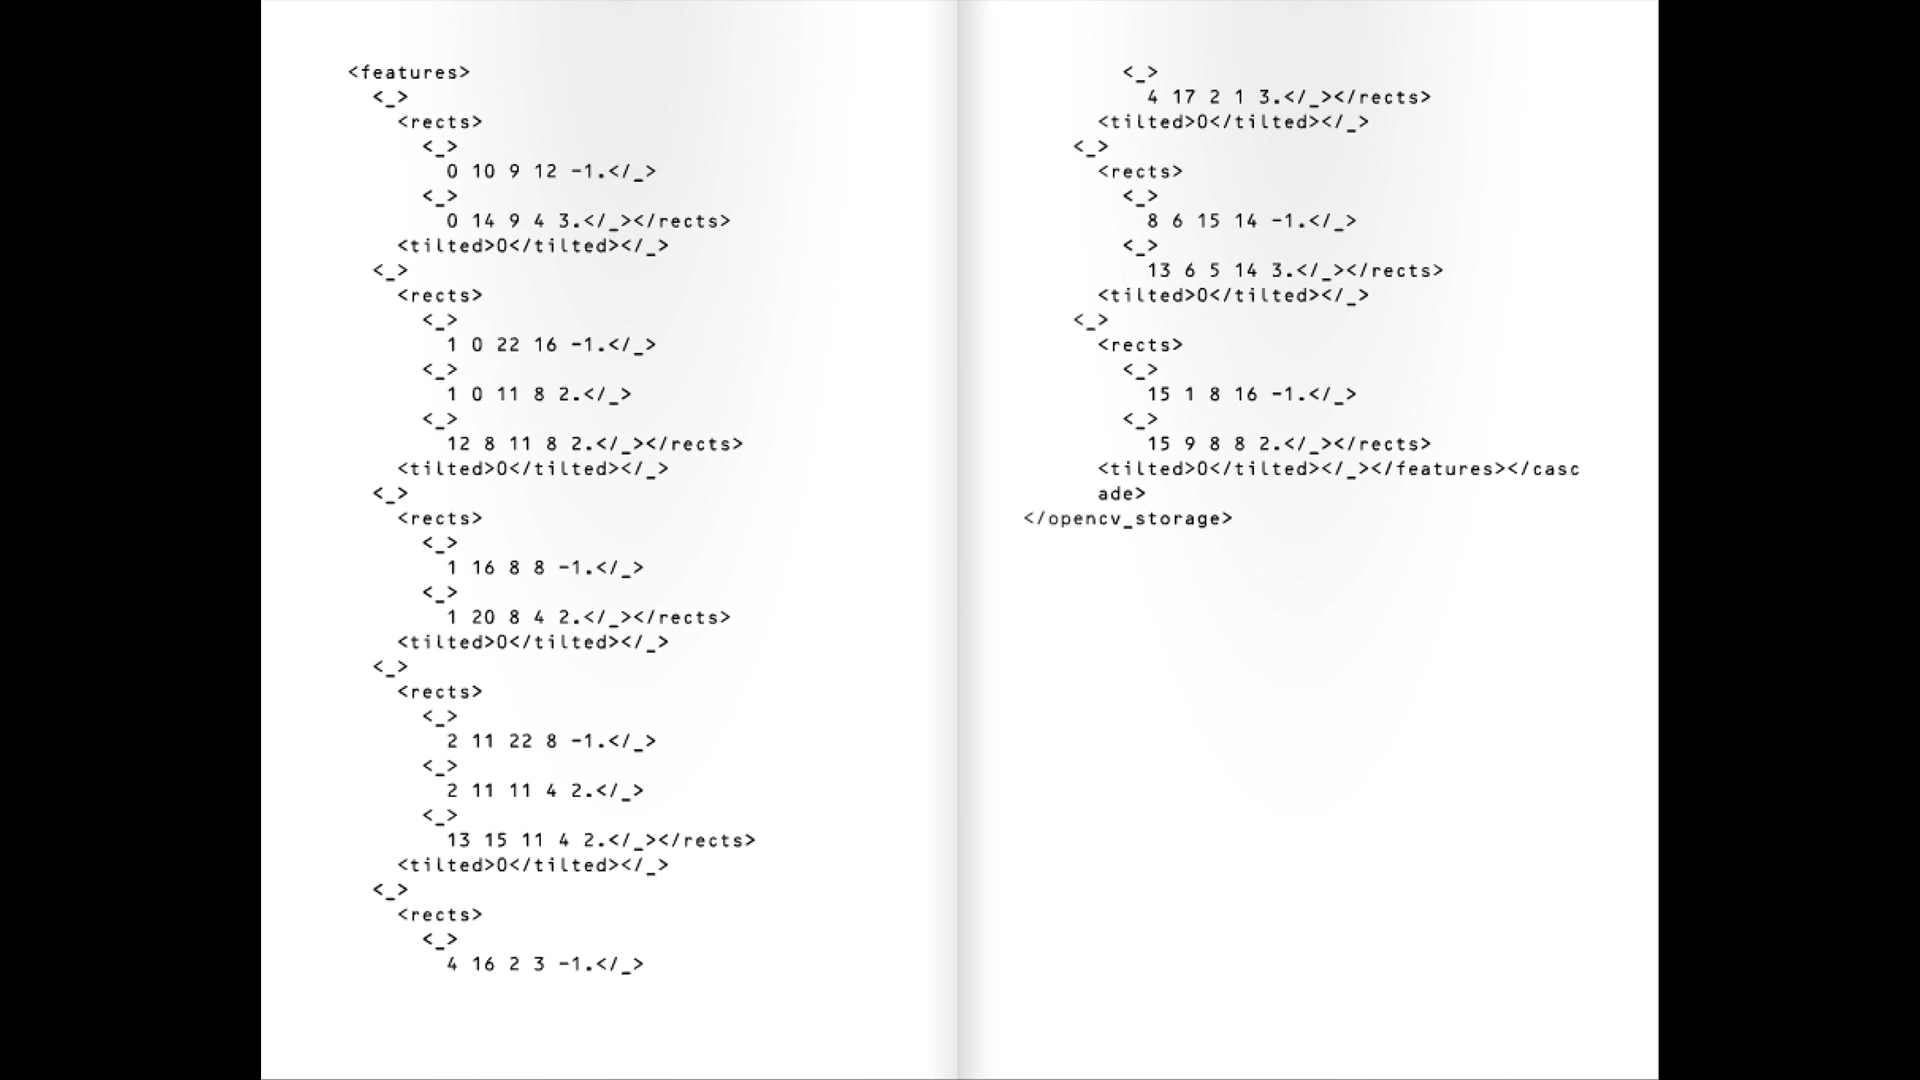 <features>
<_>
<rects>
<_>
0 10 9 12 -1.</_>
<_>
0 14 9 4 3.</_></rects>
<tilted>0</tilted></_>
<_>
<rects>
<_>
1 0 22 16 -1.</_>
<_>
1 0 11 8 2.</_>
<_>
12 8 11 8 2.</_></rects>
<tilted>0</tilted></_>
<_>
<rects>
<_>
1 16 8 8 -1.</_>
<_>
1 20 8 4 2.</_></rects>
<tilted>0</tilted></_>
<_>
<rects>
<_>
2 11 22 8 -1.</_>
<_>
2 11 11 4 2.</_>
<_>
13 15 11 4 2.</_></rects>
<tilted>0</tilted></_>
<_>
<rects>
<_>
4 16 2 3 -1.</_>
<_>
4 17 2 1 3.</_></rects>
<tilted>0</tilted></_>
<_>
<rects>
<_>
8 6 15 14 -1.</_>
<_>
13 6 5 14 3.</_></rects>
<tilted>0</tilted></_>
<_>
<rects>
<_>
15 1 8 16 -1.</_>
<_>
15 9 8 8 2.</_></rects>
<tilted>0</tilted></_></features></casc
ade>
</opencv_storage>